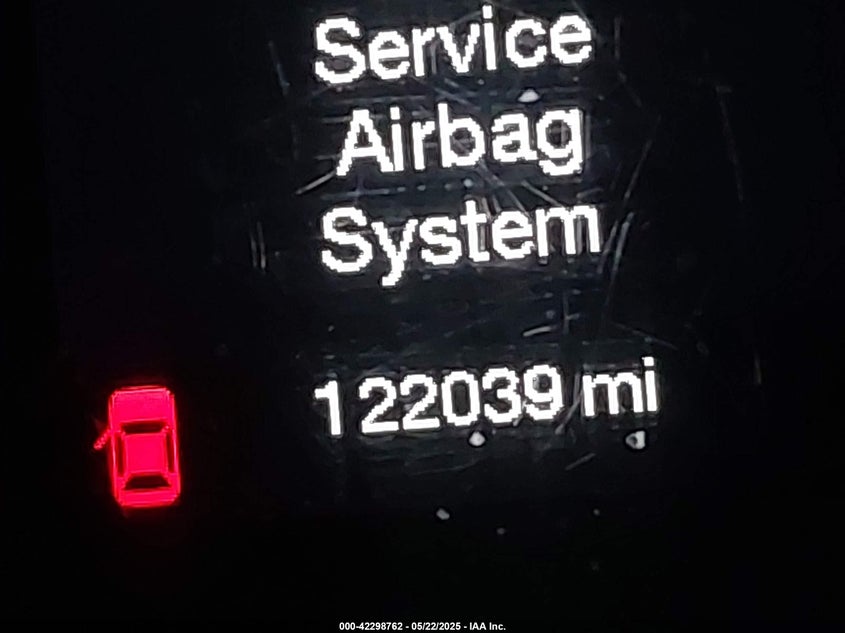 Service
Airbag
System
122039 mi
000-42298762 - 05/22/2025 - IAA Inc.